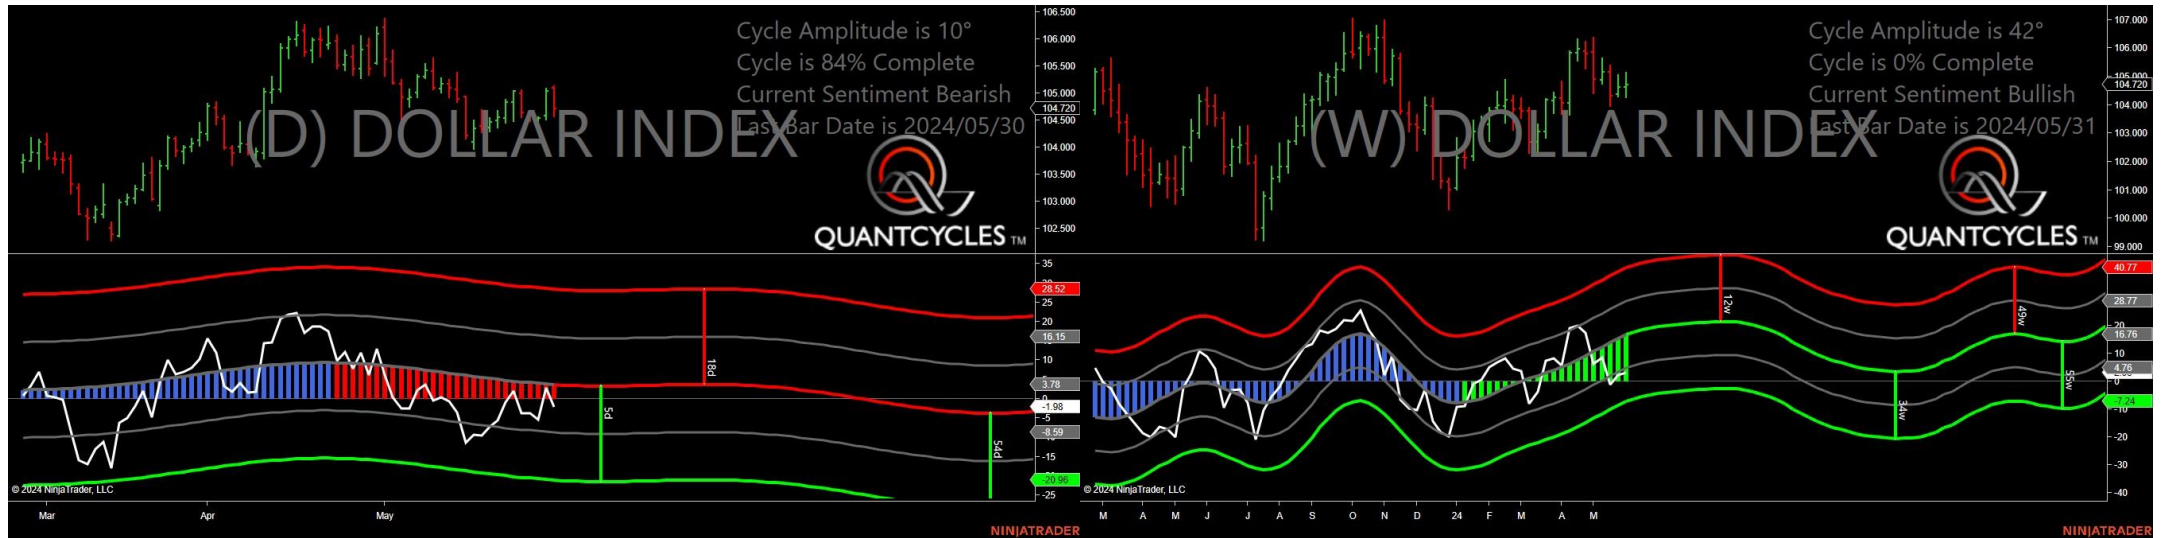 Cycle Amplitude is 10°
Cycle is 84% Complete
Current Sentiment Bearish
Last Bar Date is 2024/05/30
(D) DOLLAR INDEX
QUANTCYCLES TM
106.500
106.000
105.500
105.000
104.720
104.500
104.000
103.500
103.000
102.500
35
28.52
25
20
16.15
10
3.78
0
-1.98
-5
-8.59
-15
-20.96
-25
18d
5d
54d
© 2024 NinjaTrader, LLC
Mar Apr May
NINJATRADER
Cycle Amplitude is 42°
Cycle is 0% Complete
Current Sentiment Bullish
Last Bar Date is 2024/05/31
(W) DOLLAR INDEX
QUANTCYCLES TM
107.000
106.000
105.000
104.720
104.000
103.000
102.000
101.000
100.000
99.000
40.77
28.77
20
16.76
10
4.76
0
-7.24
-10
-20
-30
-40
12w
49w
34w
55w
© 2024 NinjaTrader, LLC
M A M J J A S O N D 24 F M A M
NINJATRADER